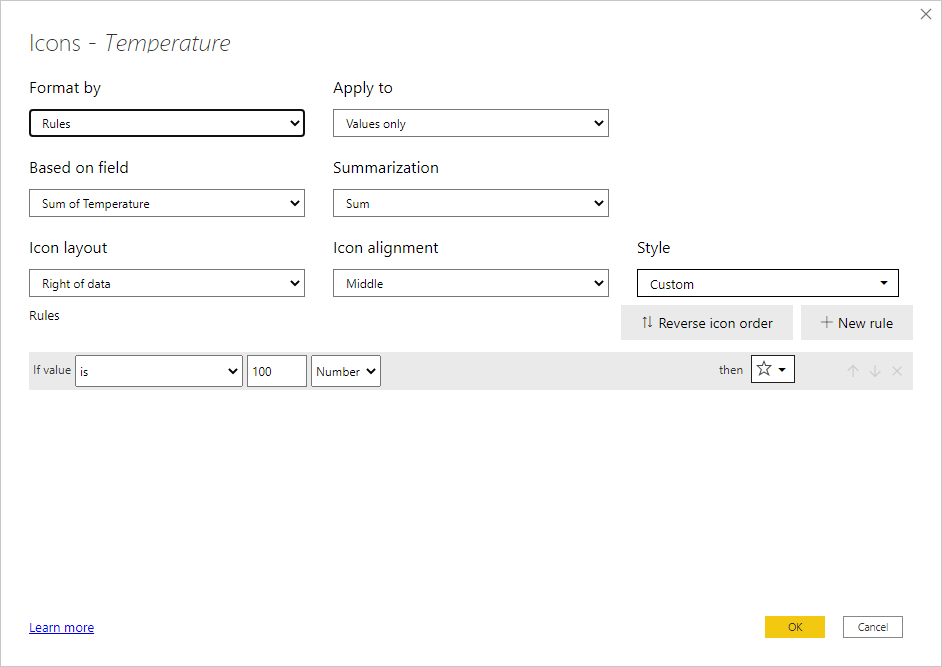 Icons - Temperature
Format by
Apply to
Rules
Values only
Based on field
Summarization
Sum of Temperature
Sum
Icon layout
Icon alignment
Style
Right of data
Middle
Custom
Rules
Reverse icon order
New rule
If value
is
100
Number
then
Learn more
OK
Cancel